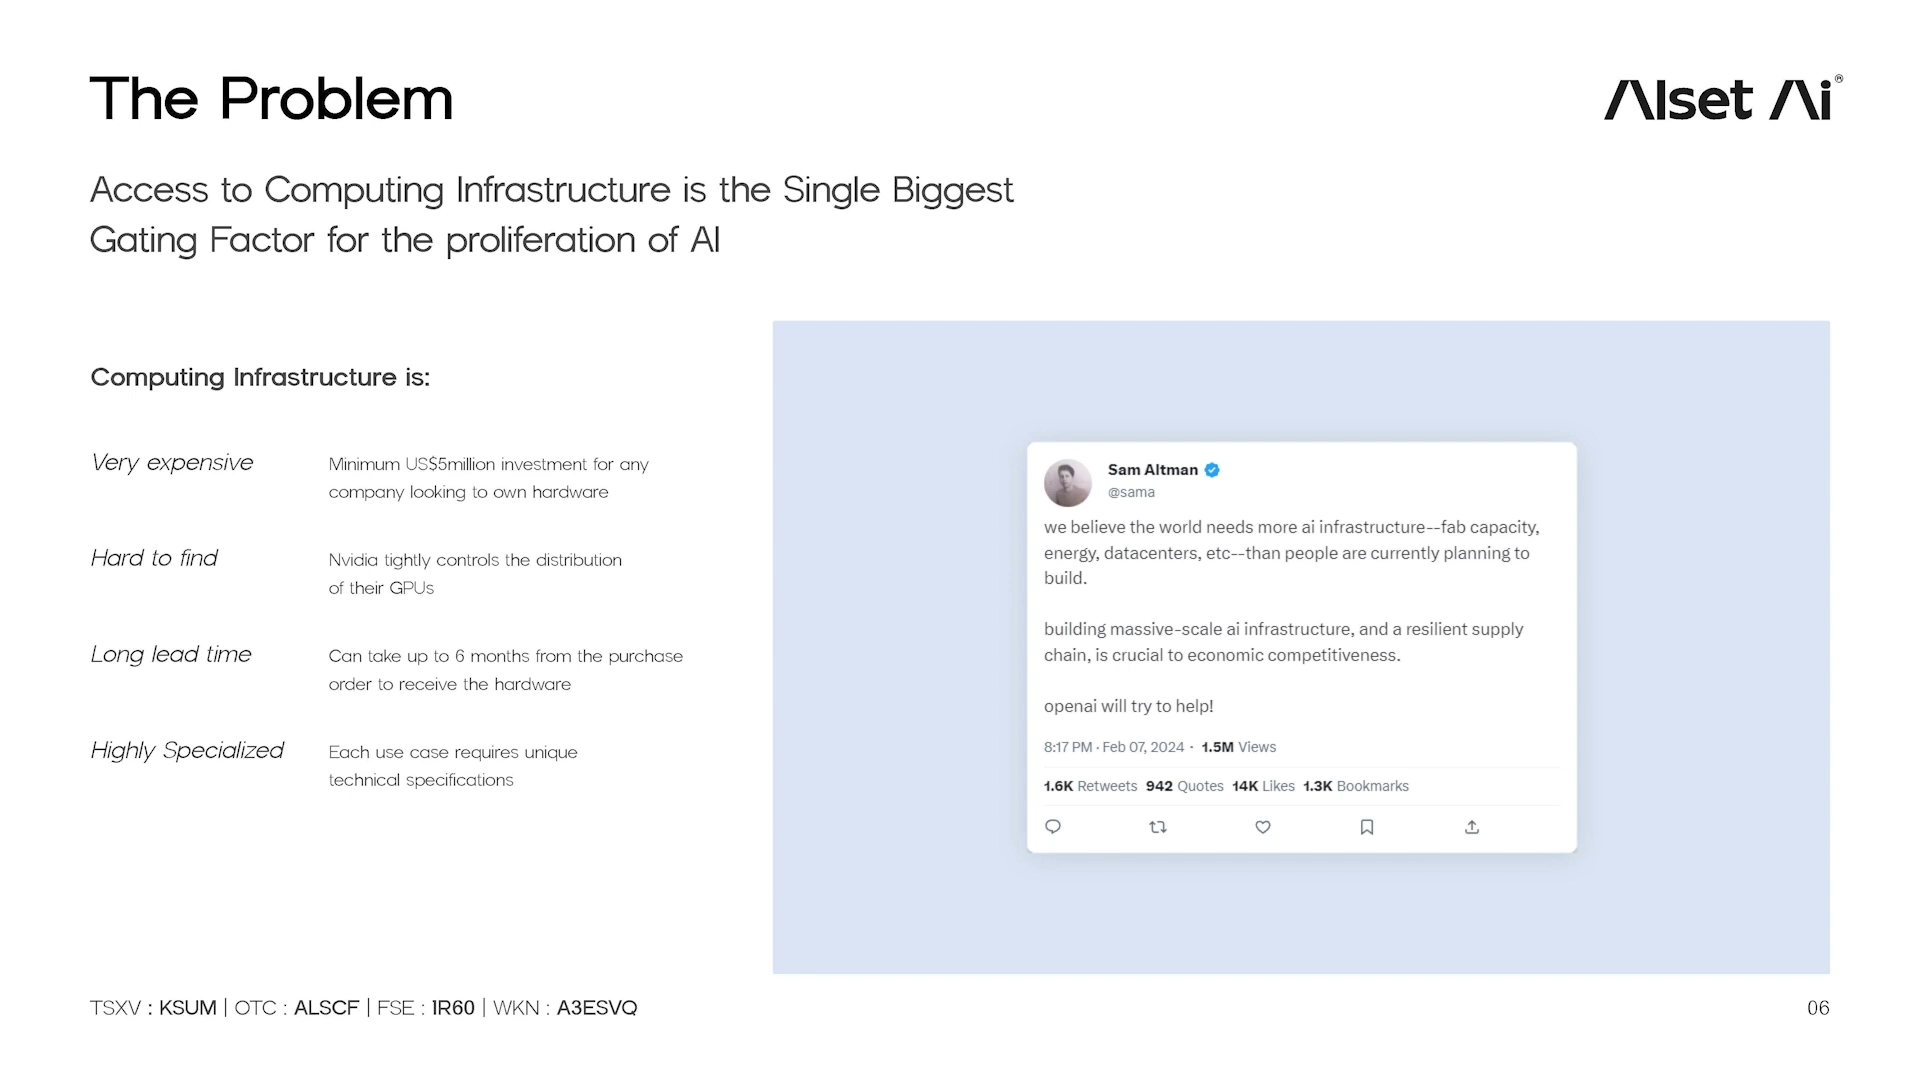 The Problem
Alset Ai®
Access to Computing Infrastructure is the Single Biggest
Gating Factor for the proliferation of AI
Computing Infrastructure is:
Very expensive
Minimum US$5million investment for any
company looking to own hardware
Hard to find
Nvidia tightly controls the distribution
of their GPUs
Long lead time
Can take up to 6 months from the purchase
order to receive the hardware
Highly Specialized
Each use case requires unique
technical specifications
Sam Altman
@sama
we believe the world needs more ai infrastructure--fab capacity,
energy, datacenters, etc--than people are currently planning to
build.
building massive-scale ai infrastructure, and a resilient supply
chain, is crucial to economic competitiveness.
openai will try to help!
8:17 PM · Feb 07, 2024 · 1.5M Views
1.6K Retweets 942 Quotes 14K Likes 1.3K Bookmarks
TSXV : KSUM | OTC : ALSCF | FSE : 1R60 | WKN : A3ESVQ
06